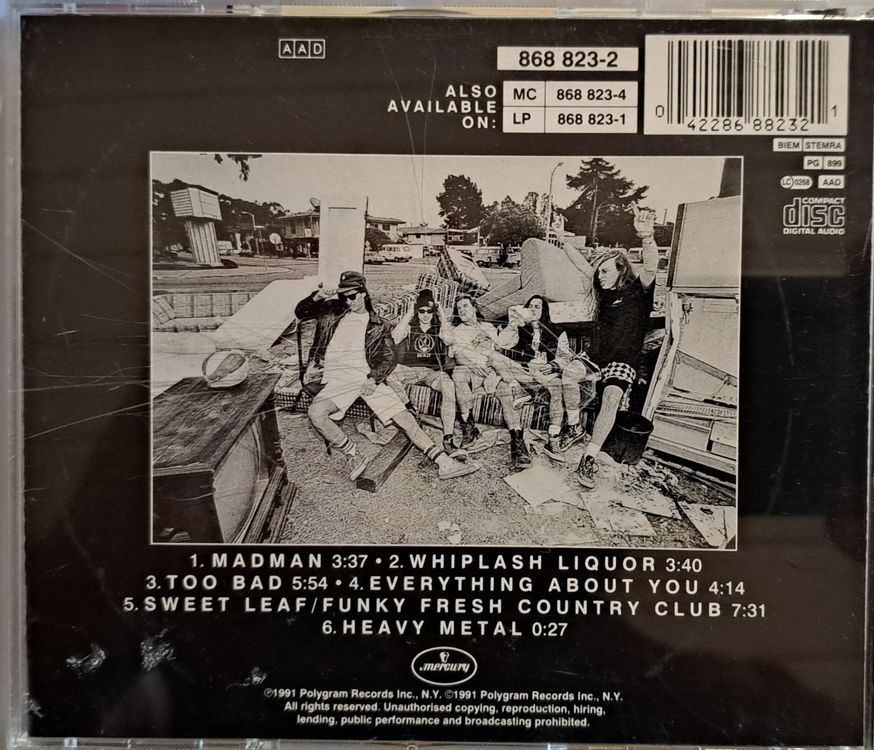 AAD
868 823-2
ALSO AVAILABLE ON:
MC 868 823-4
LP 868 823-1
0 42286 88232 1
BIEM STEMRA
PG 899
LC 0268 AAD
COMPACT disc DIGITAL AUDIO
1. MADMAN 3:37 • 2. WHIPLASH LIQUOR 3:40
3. TOO BAD 5:54 • 4. EVERYTHING ABOUT YOU 4:14
5. SWEET LEAF/FUNKY FRESH COUNTRY CLUB 7:31
6. HEAVY METAL 0:27
mercury
℗1991 Polygram Records Inc., N.Y. ©1991 Polygram Records Inc., N.Y.
All rights reserved. Unauthorised copying, reproduction, hiring,
lending, public performance and broadcasting prohibited.